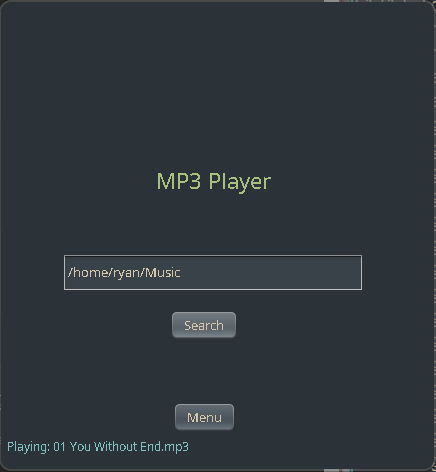 MP3 Player
/home/ryan/Music
Search
Menu
Playing: 01 You Without End.mp3